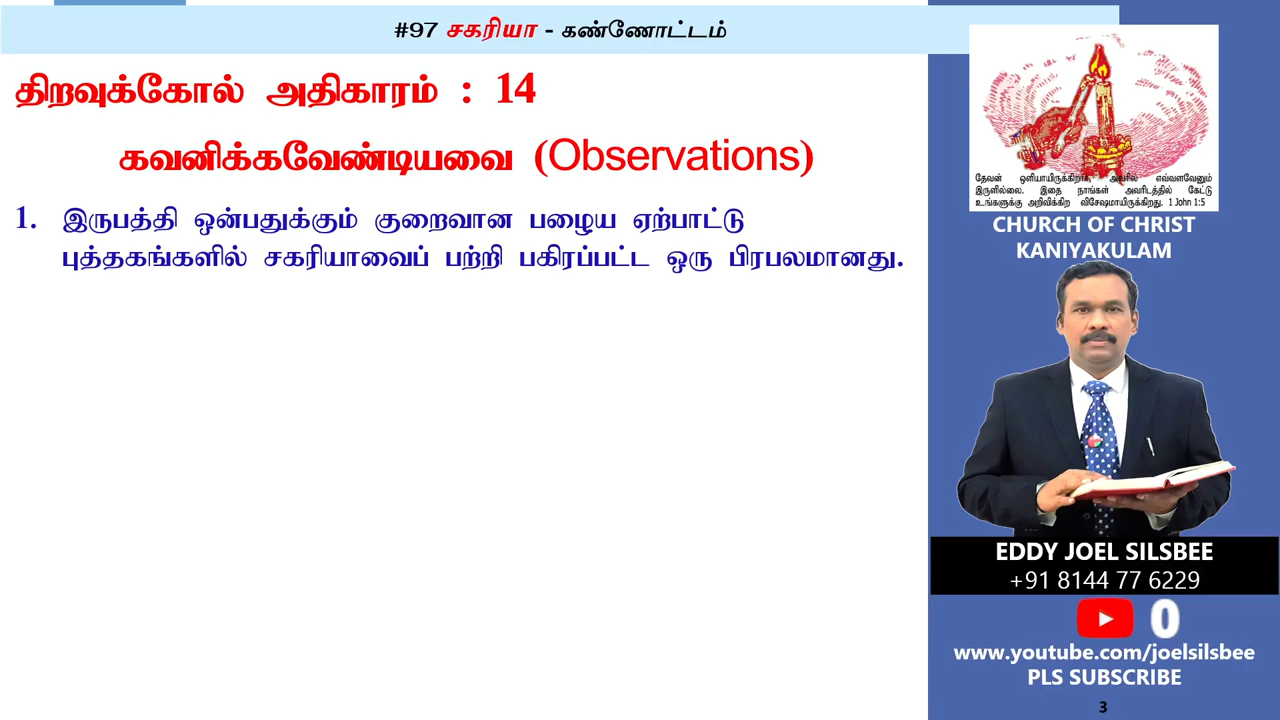 #97 சகரியா - கண்ணோட்டம்
திறவுக்கோல் அதிகாரம் : 14
கவனிக்கவேண்டியவை (Observations)
1. இருபத்தி ஒன்பதுக்கும் குறைவான பழைய ஏற்பாட்டு
புத்தகங்களில் சகரியாவைப் பற்றி பகிரப்பட்ட ஒரு பிரபலமானது.
தேவன் ஒளியாயிருக்கிறார், அவரில் எவ்வளவேனும்
இருளில்லை. இதை நாங்கள் அவரிடத்தில் கேட்டு
உங்களுக்கு அறிவிக்கிற விசேஷமாயிருக்கிறது. 1 John 1:5
CHURCH OF CHRIST
KANIYAKULAM
EDDY JOEL SILSBEE
+91 8144 77 6229
0
www.youtube.com/joelsilsbee
PLS SUBSCRIBE
3